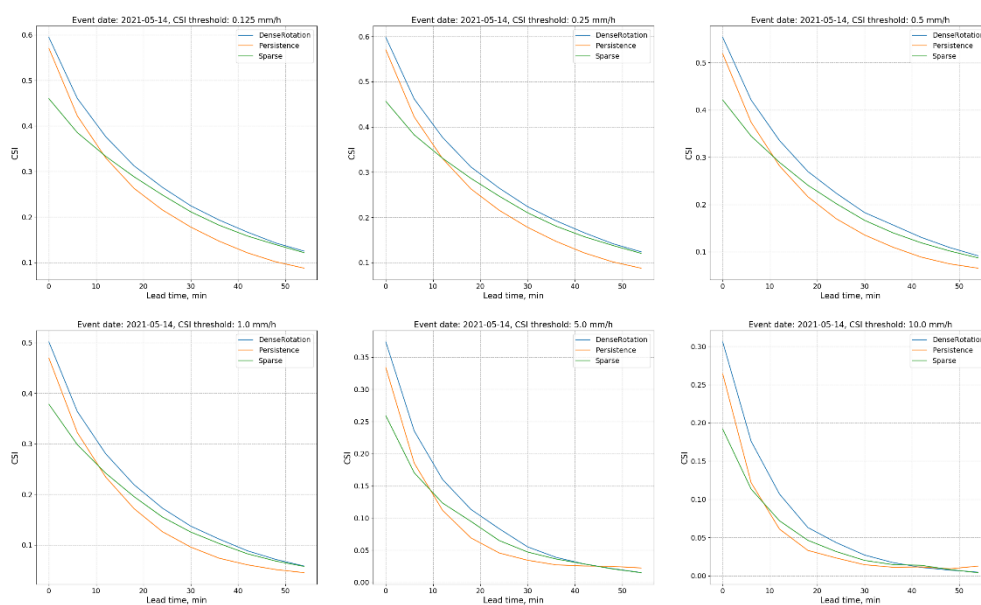 Event date: 2021-05-14, CSI threshold: 0.125 mm/h
DenseRotation
Persistence
Sparse
0.6
0.5
0.4
0.3
0.2
0.1
CSI
0 10 20 30 40 50
Lead time, min
Event date: 2021-05-14, CSI threshold: 0.25 mm/h
DenseRotation
Persistence
Sparse
0.6
0.5
0.4
0.3
0.2
0.1
CSI
0 10 20 30 40 50
Lead time, min
Event date: 2021-05-14, CSI threshold: 0.5 mm/h
DenseRotation
Persistence
Sparse
0.5
0.4
0.3
0.2
0.1
CSI
0 10 20 30 40 50
Lead time, min
Event date: 2021-05-14, CSI threshold: 1.0 mm/h
DenseRotation
Persistence
Sparse
0.5
0.4
0.3
0.2
0.1
CSI
0 10 20 30 40 50
Lead time, min
Event date: 2021-05-14, CSI threshold: 5.0 mm/h
DenseRotation
Persistence
Sparse
0.35
0.30
0.25
0.20
0.15
0.10
0.05
0.00
CSI
0 10 20 30 40 50
Lead time, min
Event date: 2021-05-14, CSI threshold: 10.0 mm/h
DenseRotation
Persistence
Sparse
0.30
0.25
0.20
0.15
0.10
0.05
0.00
CSI
0 10 20 30 40 50
Lead time, min